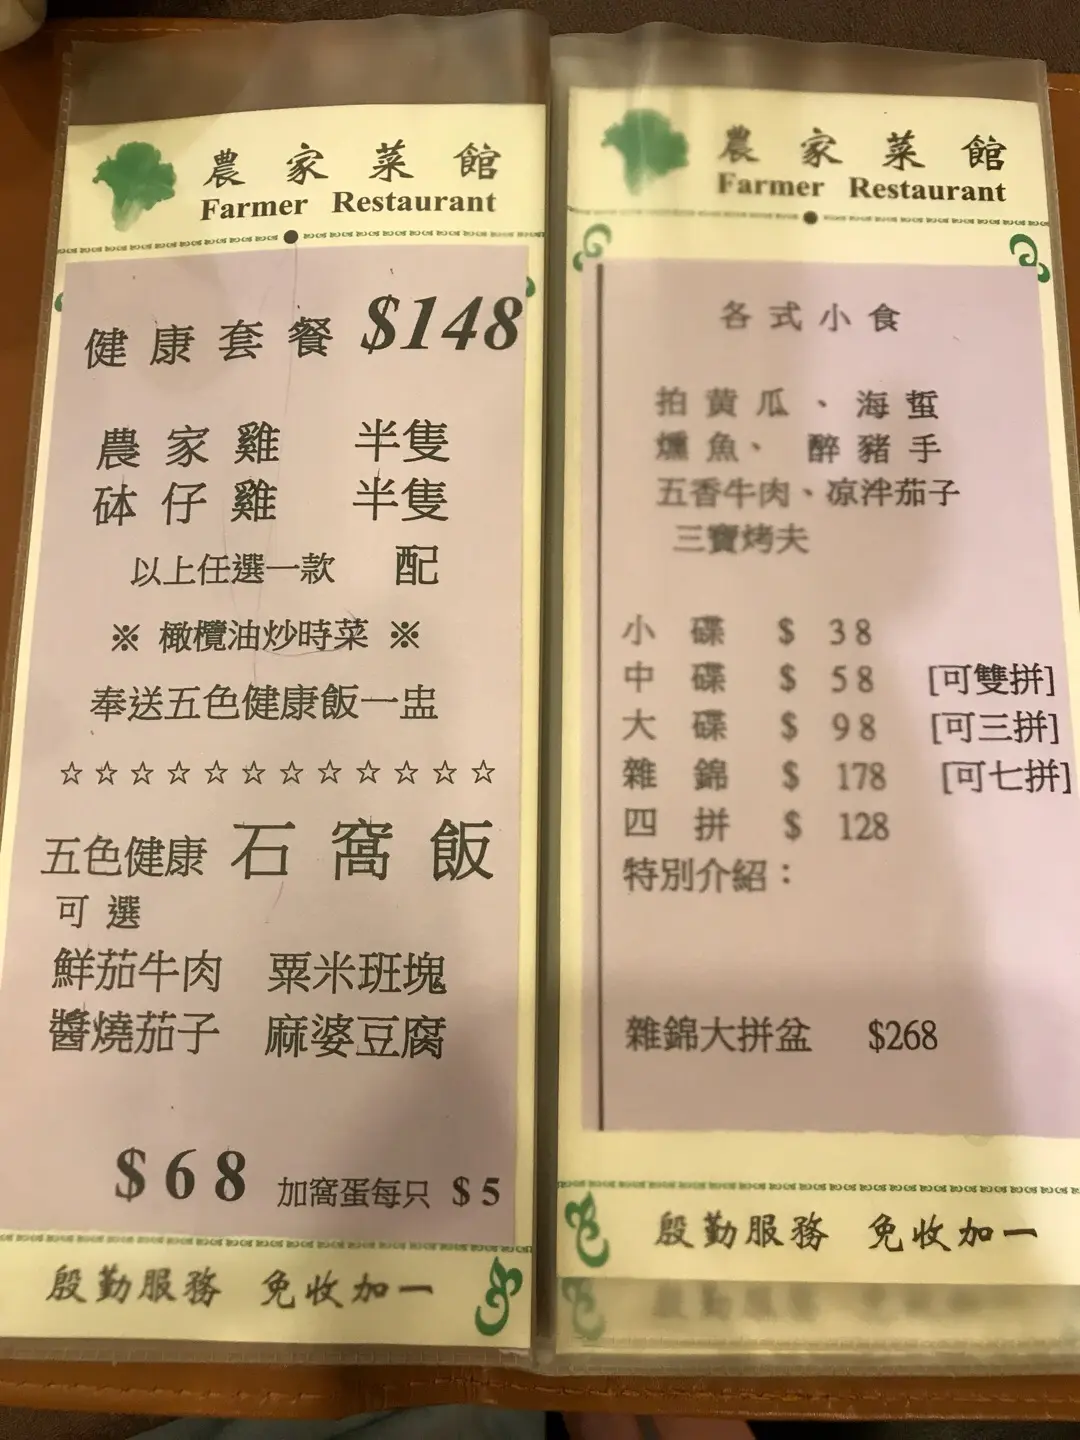 農家菜館
Farmer Restaurant
健康套餐 $148
農家雞 半隻
砵仔雞 半隻
以上任選一款 配
※ 橄欖油炒時菜 ※
奉送五色健康飯一盅
☆☆☆☆☆☆☆☆☆☆☆☆
五色健康 石窩飯
可選
鮮茄牛肉 粟米班塊
醬燒茄子 麻婆豆腐
$68 加窩蛋每只 $5
殷勤服務 免收加一
農家菜館
Farmer Restaurant
各式小食
拍黄瓜、海蜇
燻魚、醉豬手
五香牛肉、凉泮茄子
三寶烤夫
小碟 $ 38
中碟 $ 58 [可雙拼]
大碟 $ 98 [可三拼]
雜錦 $ 178 [可七拼]
四拼 $ 128
特別介紹：
雜錦大拼盆 $268
殷勤服務 免收加一